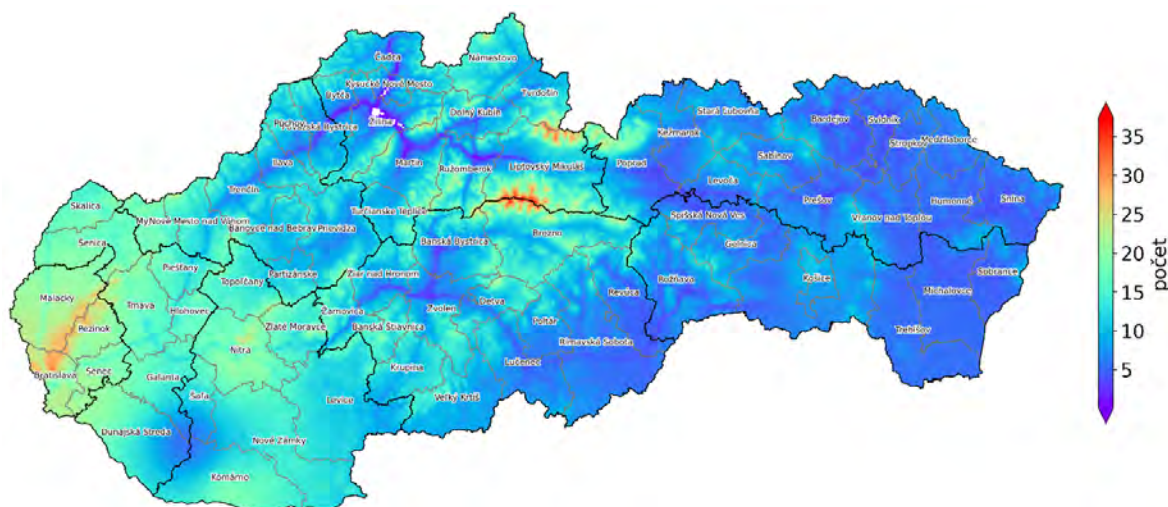 Čadca
Námestovo
Kysucké Nové Mesto
Bytča
Turdošín
Dolný Kubín
Žilina
Púchov
Považská Bystrica
Stará Ľubovňa
Bardejov
Svidník
Medzilaborce
Stropkov
Kežmarok
Sabinov
Ilava
Martin
Ružomberok
Liptovský Mikuláš
Poprad
Levoča
Trenčín
Prešov
Humenné
Snina
Skalica
Turčianske Teplice
Spišská Nová Ves
Vranov nad Topľou
My
Nové Mesto nad Váhom
Bánovce nad Bebrav
Prievidza
Brezno
Senica
Banská Bystrica
Gelnica
Piešťany
Topoľčany
Partizánske
Žiar nad Hronom
Rožňava
Košice
Sobrance
Malacky
Trnava
Hlohovec
Žarnovica
Zvolen
Detva
Revúca
Michalovce
Pezinok
Zlaté Moravce
Banská Štiavnica
Poltár
Trebišov
Nitra
Rimavská Sobota
Bratislava
Senec
Galanta
Krupina
Lučenec
Šaľa
Levice
Veľký Krtíš
Dunajská Streda
Nové Zámky
Komárno
35
30
25
20
15
10
5
počet